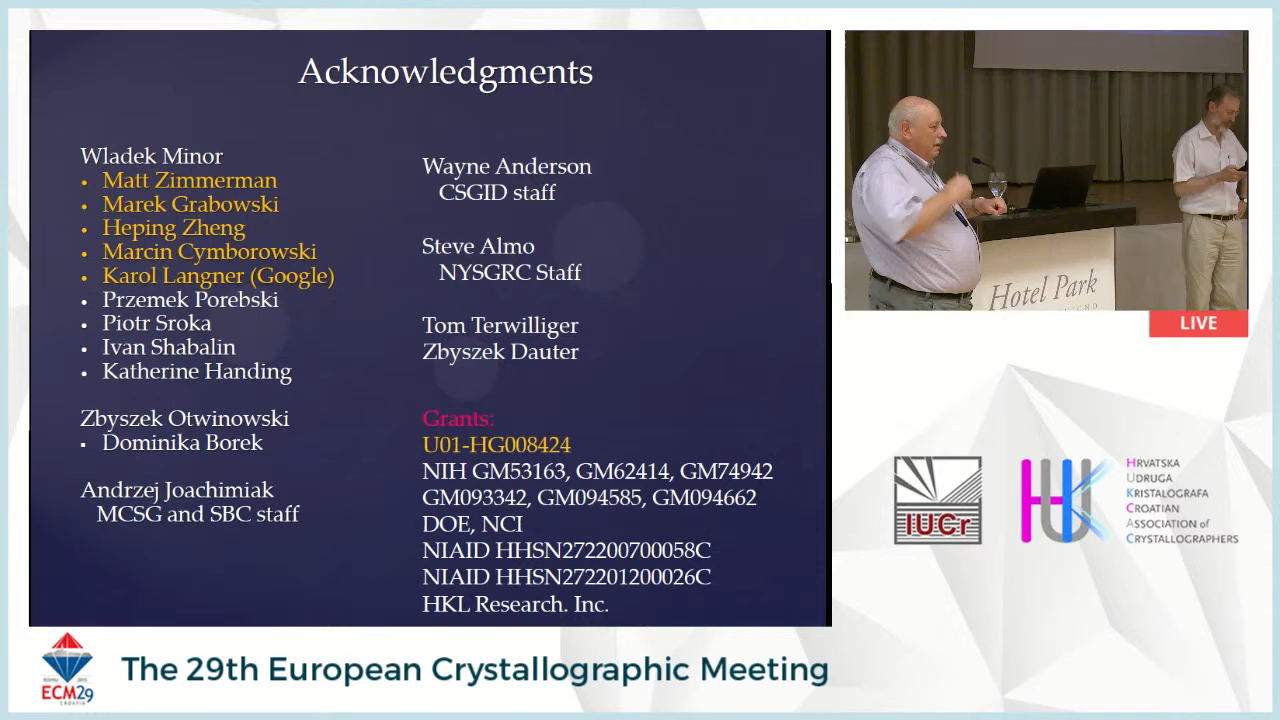 Acknowledgments
Wladek Minor
• Matt Zimmerman
• Marek Grabowski
• Heping Zheng
• Marcin Cymborowski
• Karol Langner (Google)
• Przemek Porebski
• Piotr Sroka
• Ivan Shabalin
• Katherine Handing
Zbyszek Otwinowski
▪ Dominika Borek
Andrzej Joachimiak
MCSG and SBC staff
Wayne Anderson
CSGID staff
Steve Almo
NYSGRC Staff
Tom Terwilliger
Zbyszek Dauter
Grants:
U01-HG008424
NIH GM53163, GM62414, GM74942
GM093342, GM094585, GM094662
DOE, NCI
NIAID HHSN272200700058C
NIAID HHSN272201200026C
HKL Research. Inc.
Hotel Park
LIVE
IUCr
HUK
HRVATSKA
UDRUGA
KRISTALOGRAFA
CROATIAN
ASSOCIATION of
CRYSTALLOGRAPHERS
ECM29
CROATIA
The 29th European Crystallographic Meeting